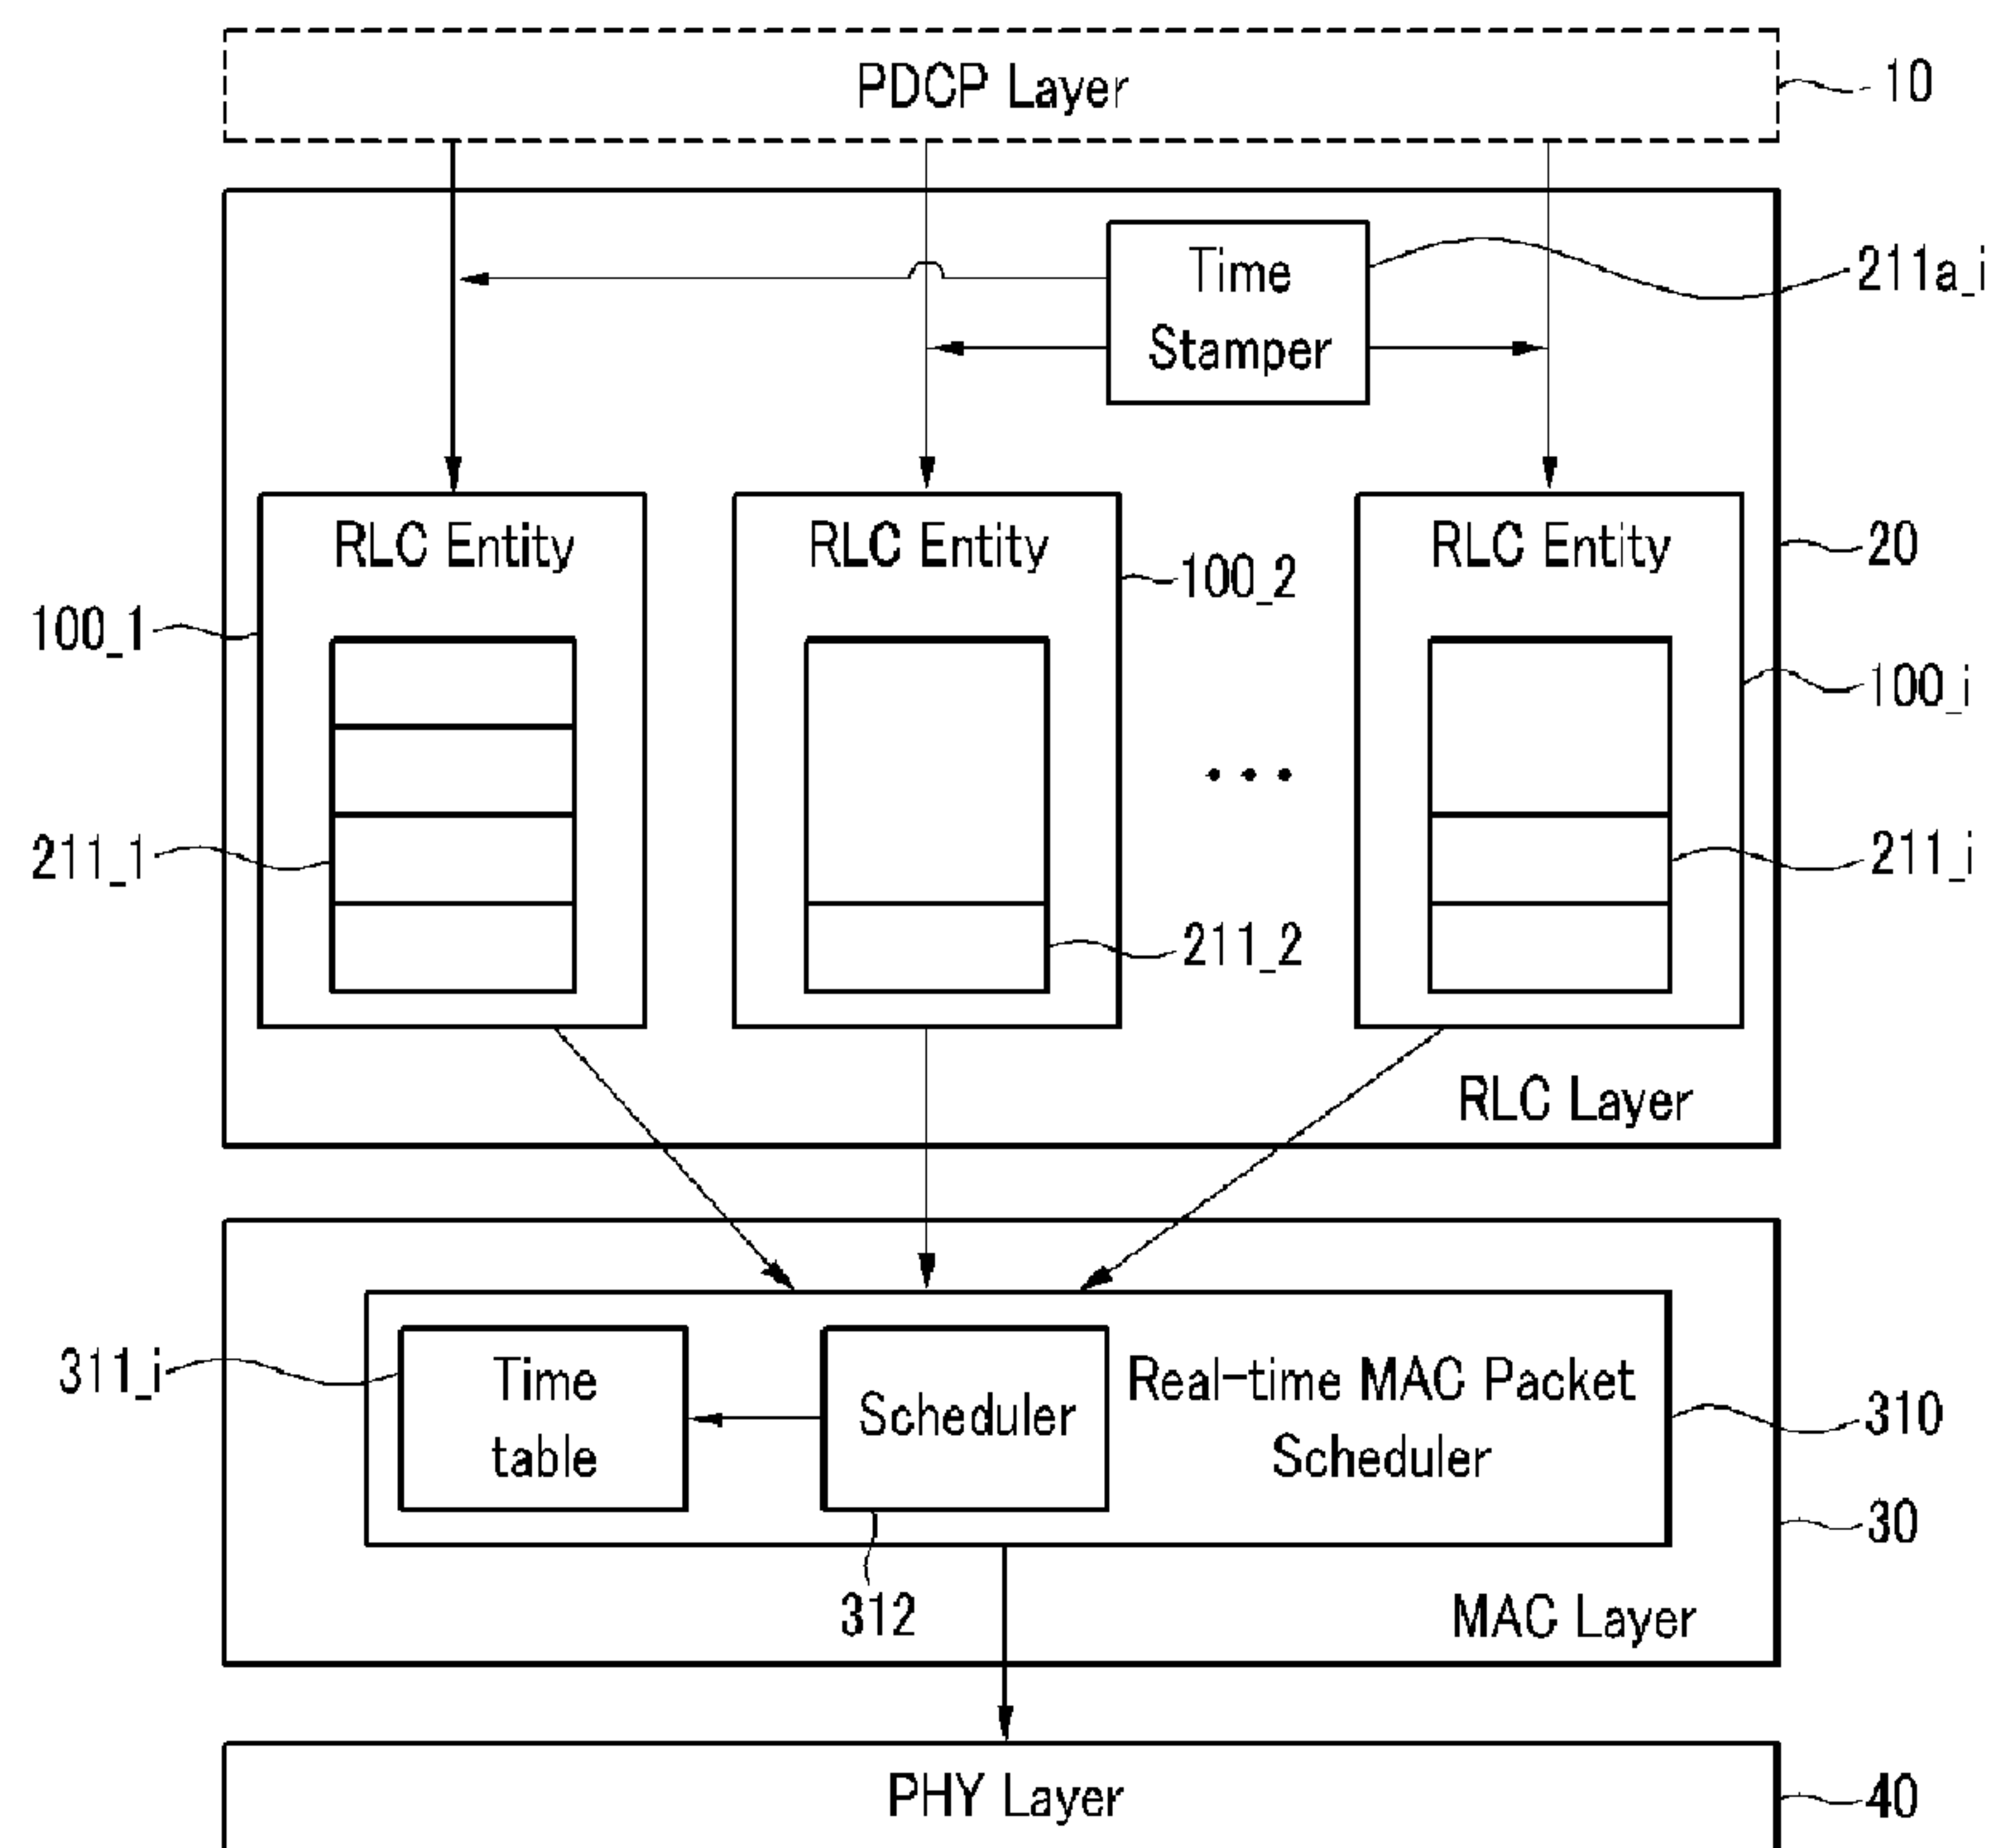 PDCP Layer
10
Time
Stamper
211a_i
RLC Entity
RLC Entity
RLC Entity
20
100_1
100_2
100_i
211_1
211_2
211_i
RLC Layer
311_i
Time
table
Scheduler
Real-time MAC Packet
Scheduler
310
30
312
MAC Layer
PHY Layer
40